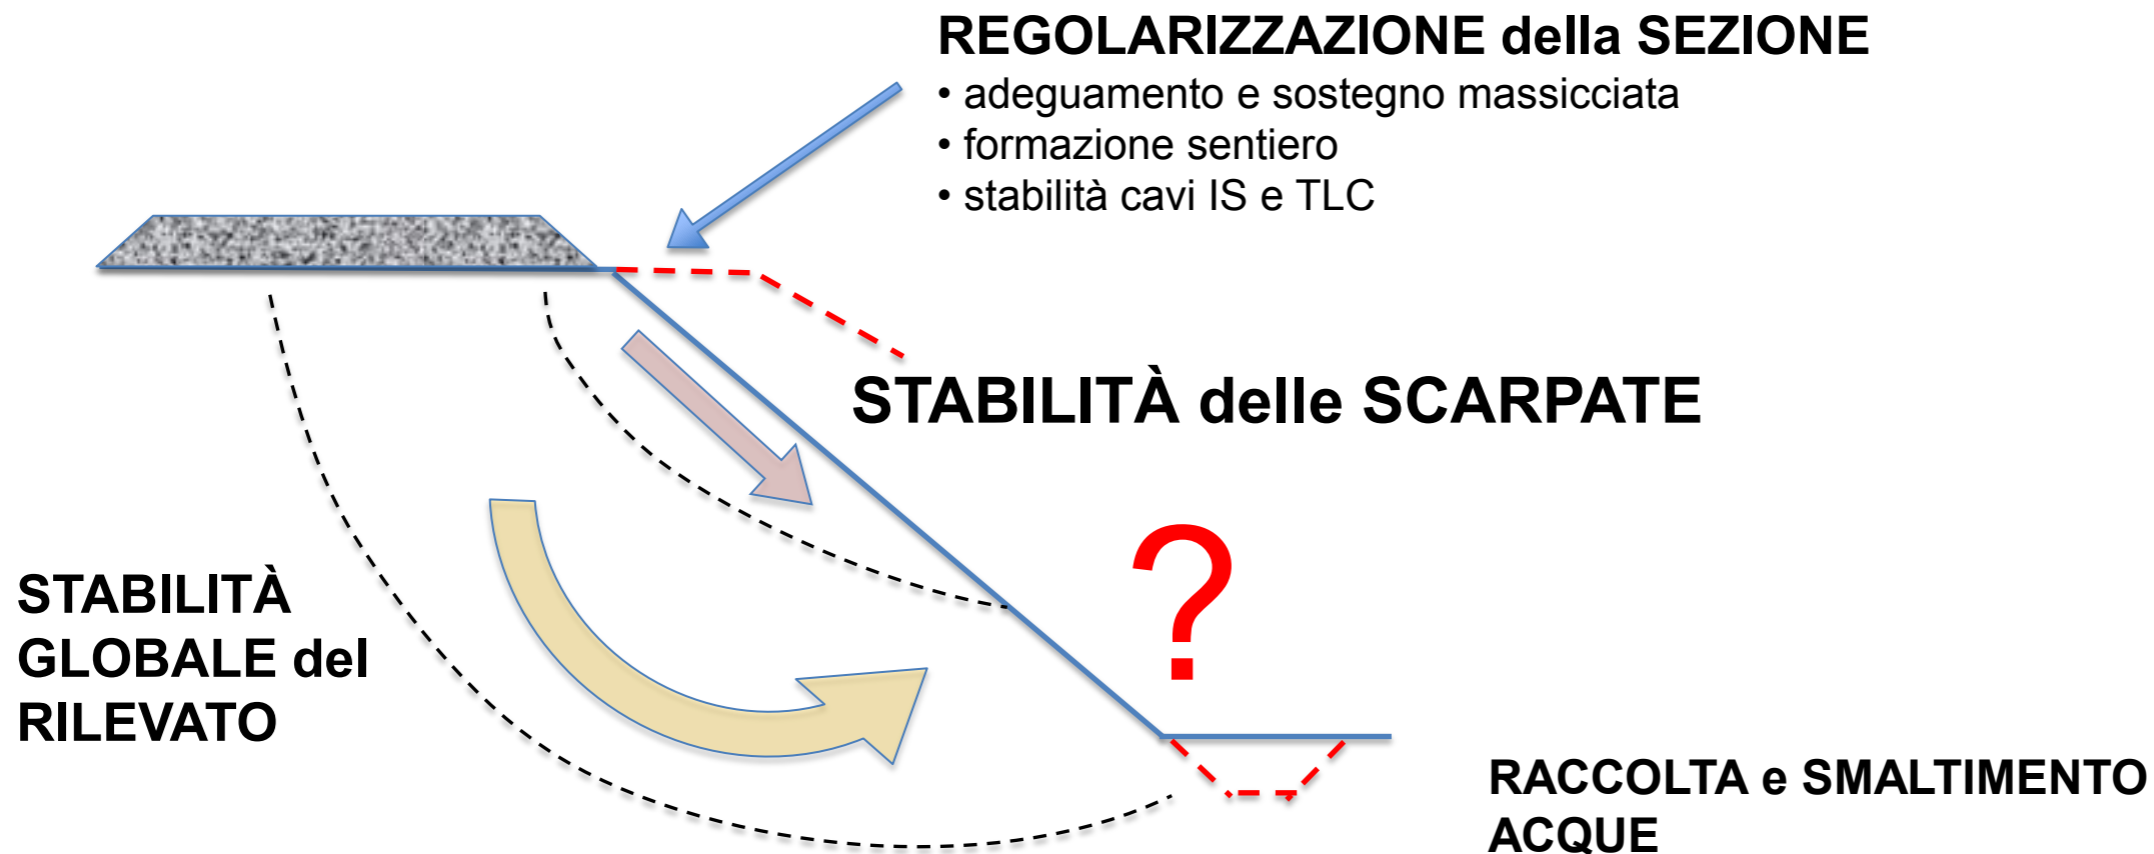 REGOLARIZZAZIONE della SEZIONE
• adeguamento e sostegno massicciata
• formazione sentiero
• stabilità cavi IS e TLC
STABILITÀ delle SCARPATE
?
STABILITÀ
GLOBALE del
RILEVATO
RACCOLTA e SMALTIMENTO
ACQUE